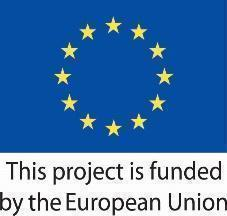 This project is funded
by the European Union